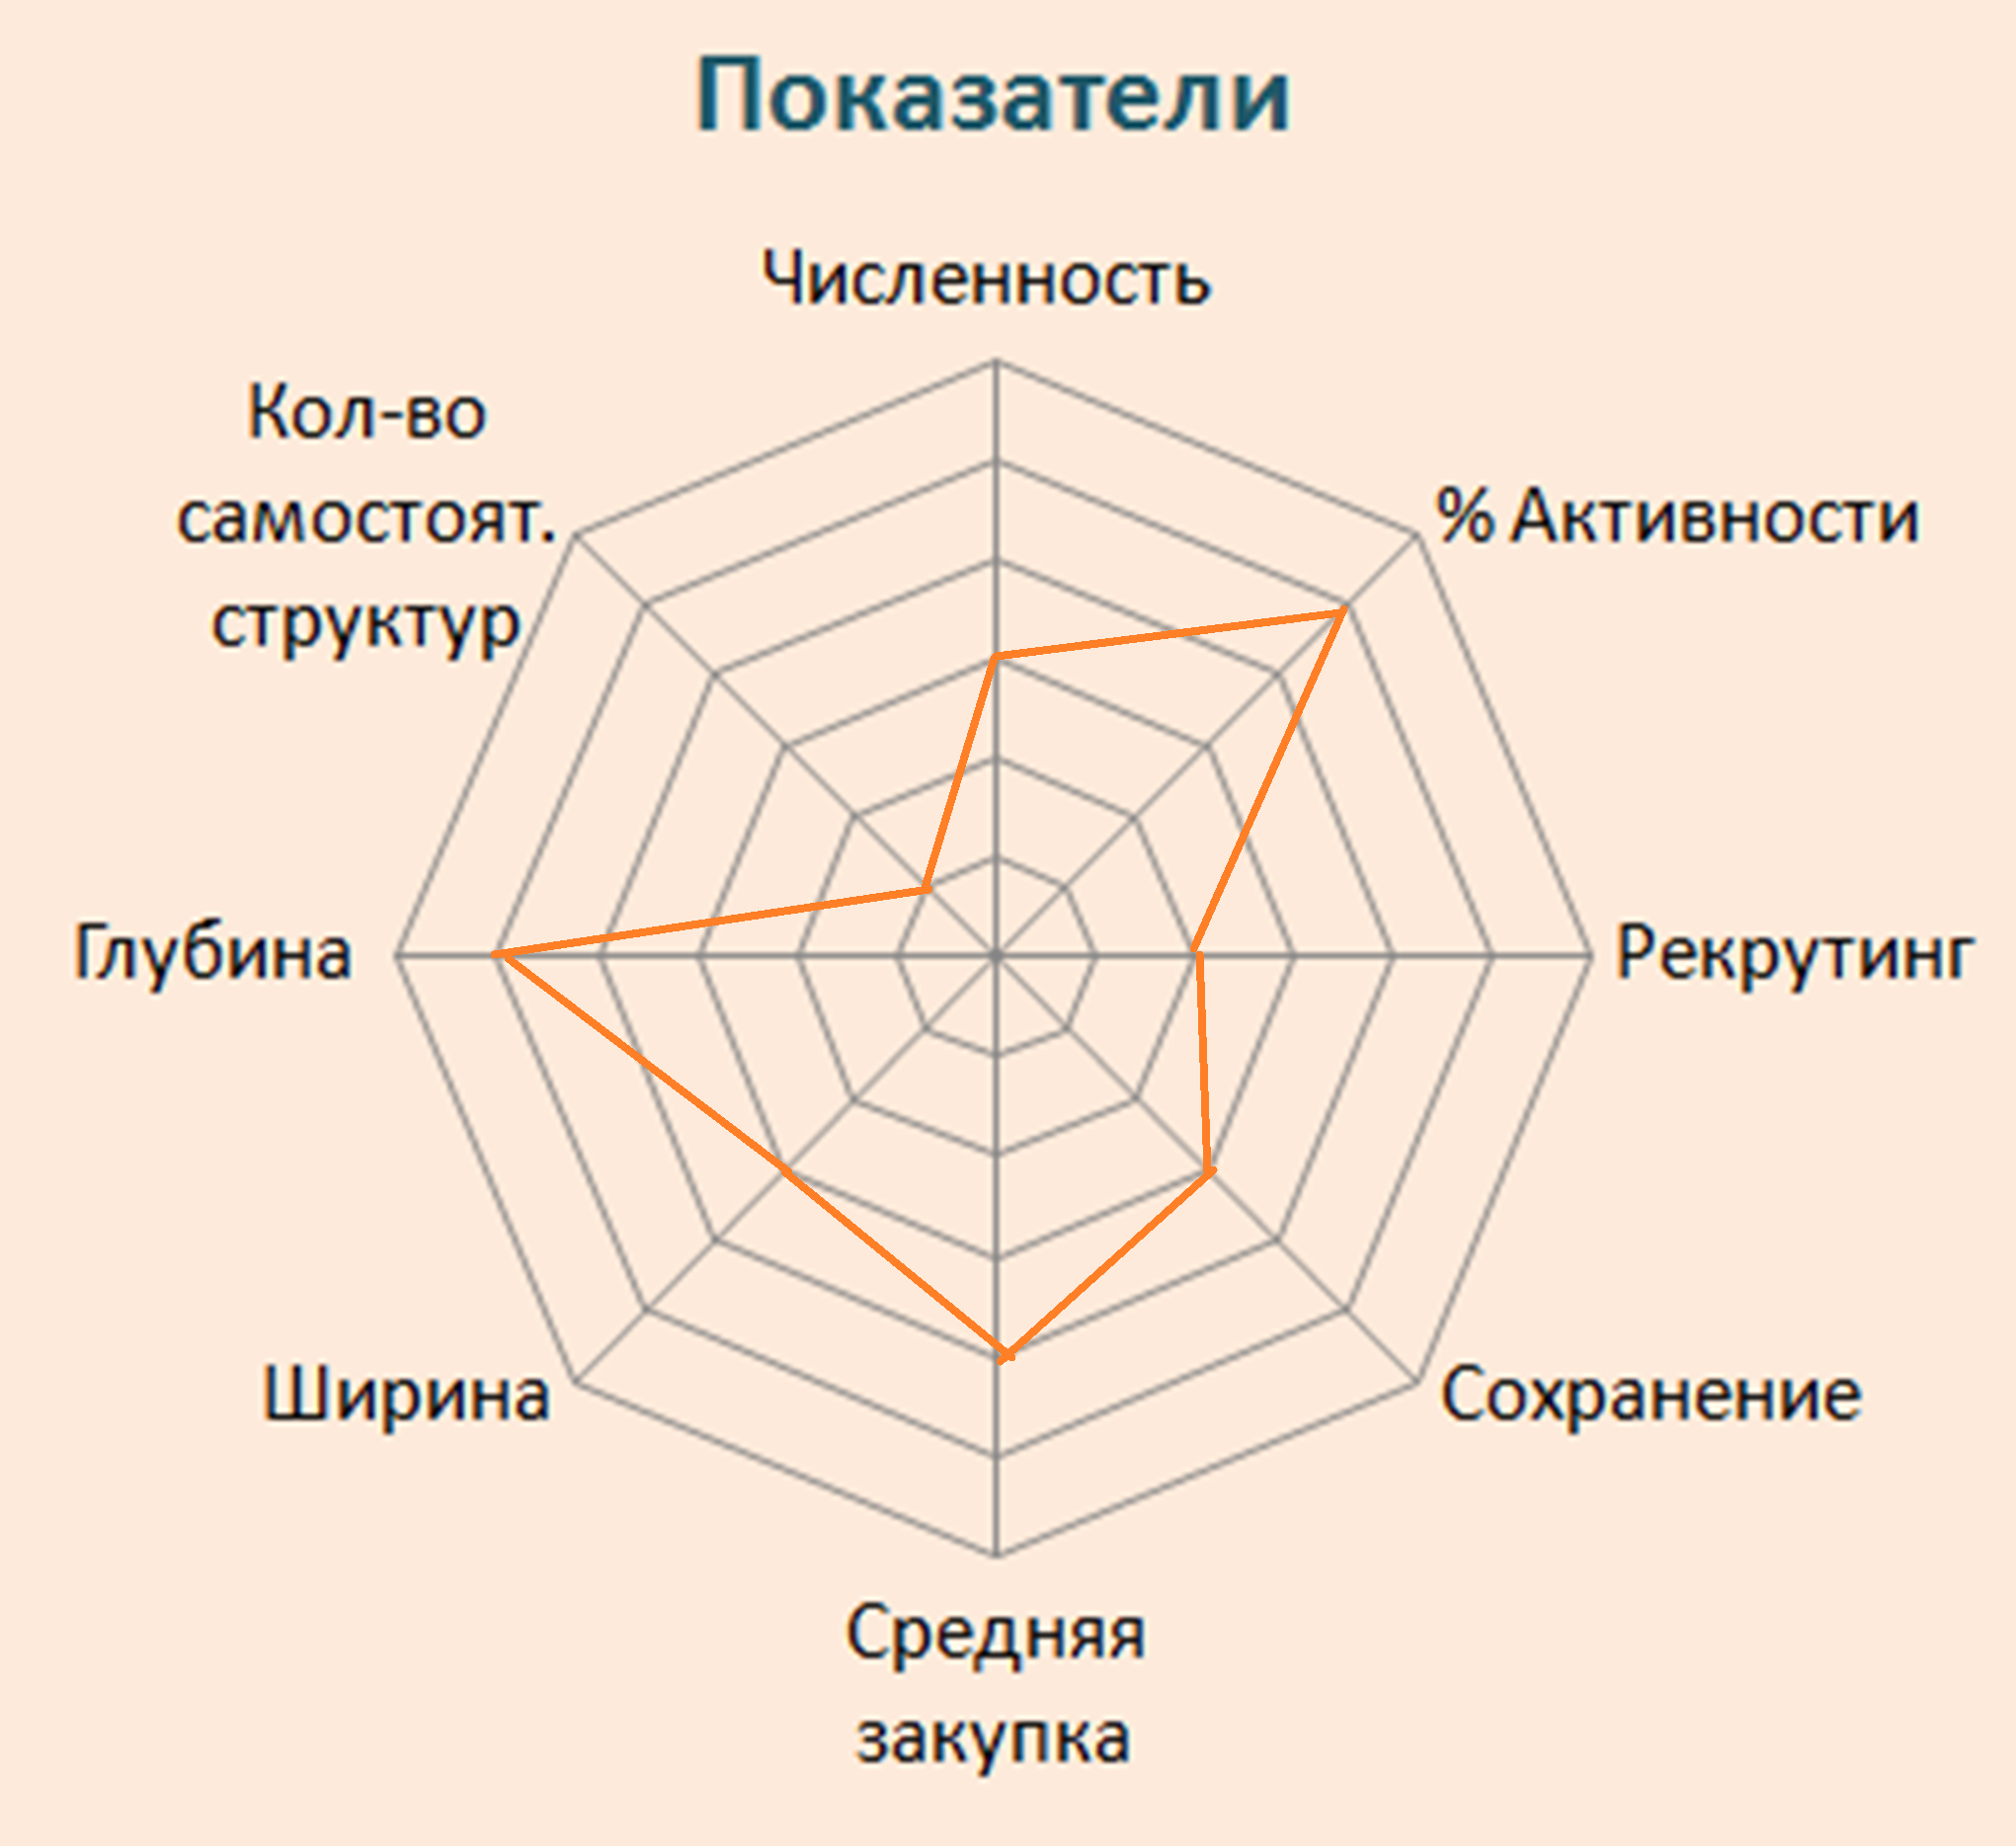 Показатели
Численность
% Активности
Рекрутинг
Сохранение
Средняя
закупка
Ширина
Глубина
Кол-во
самостоят.
структур